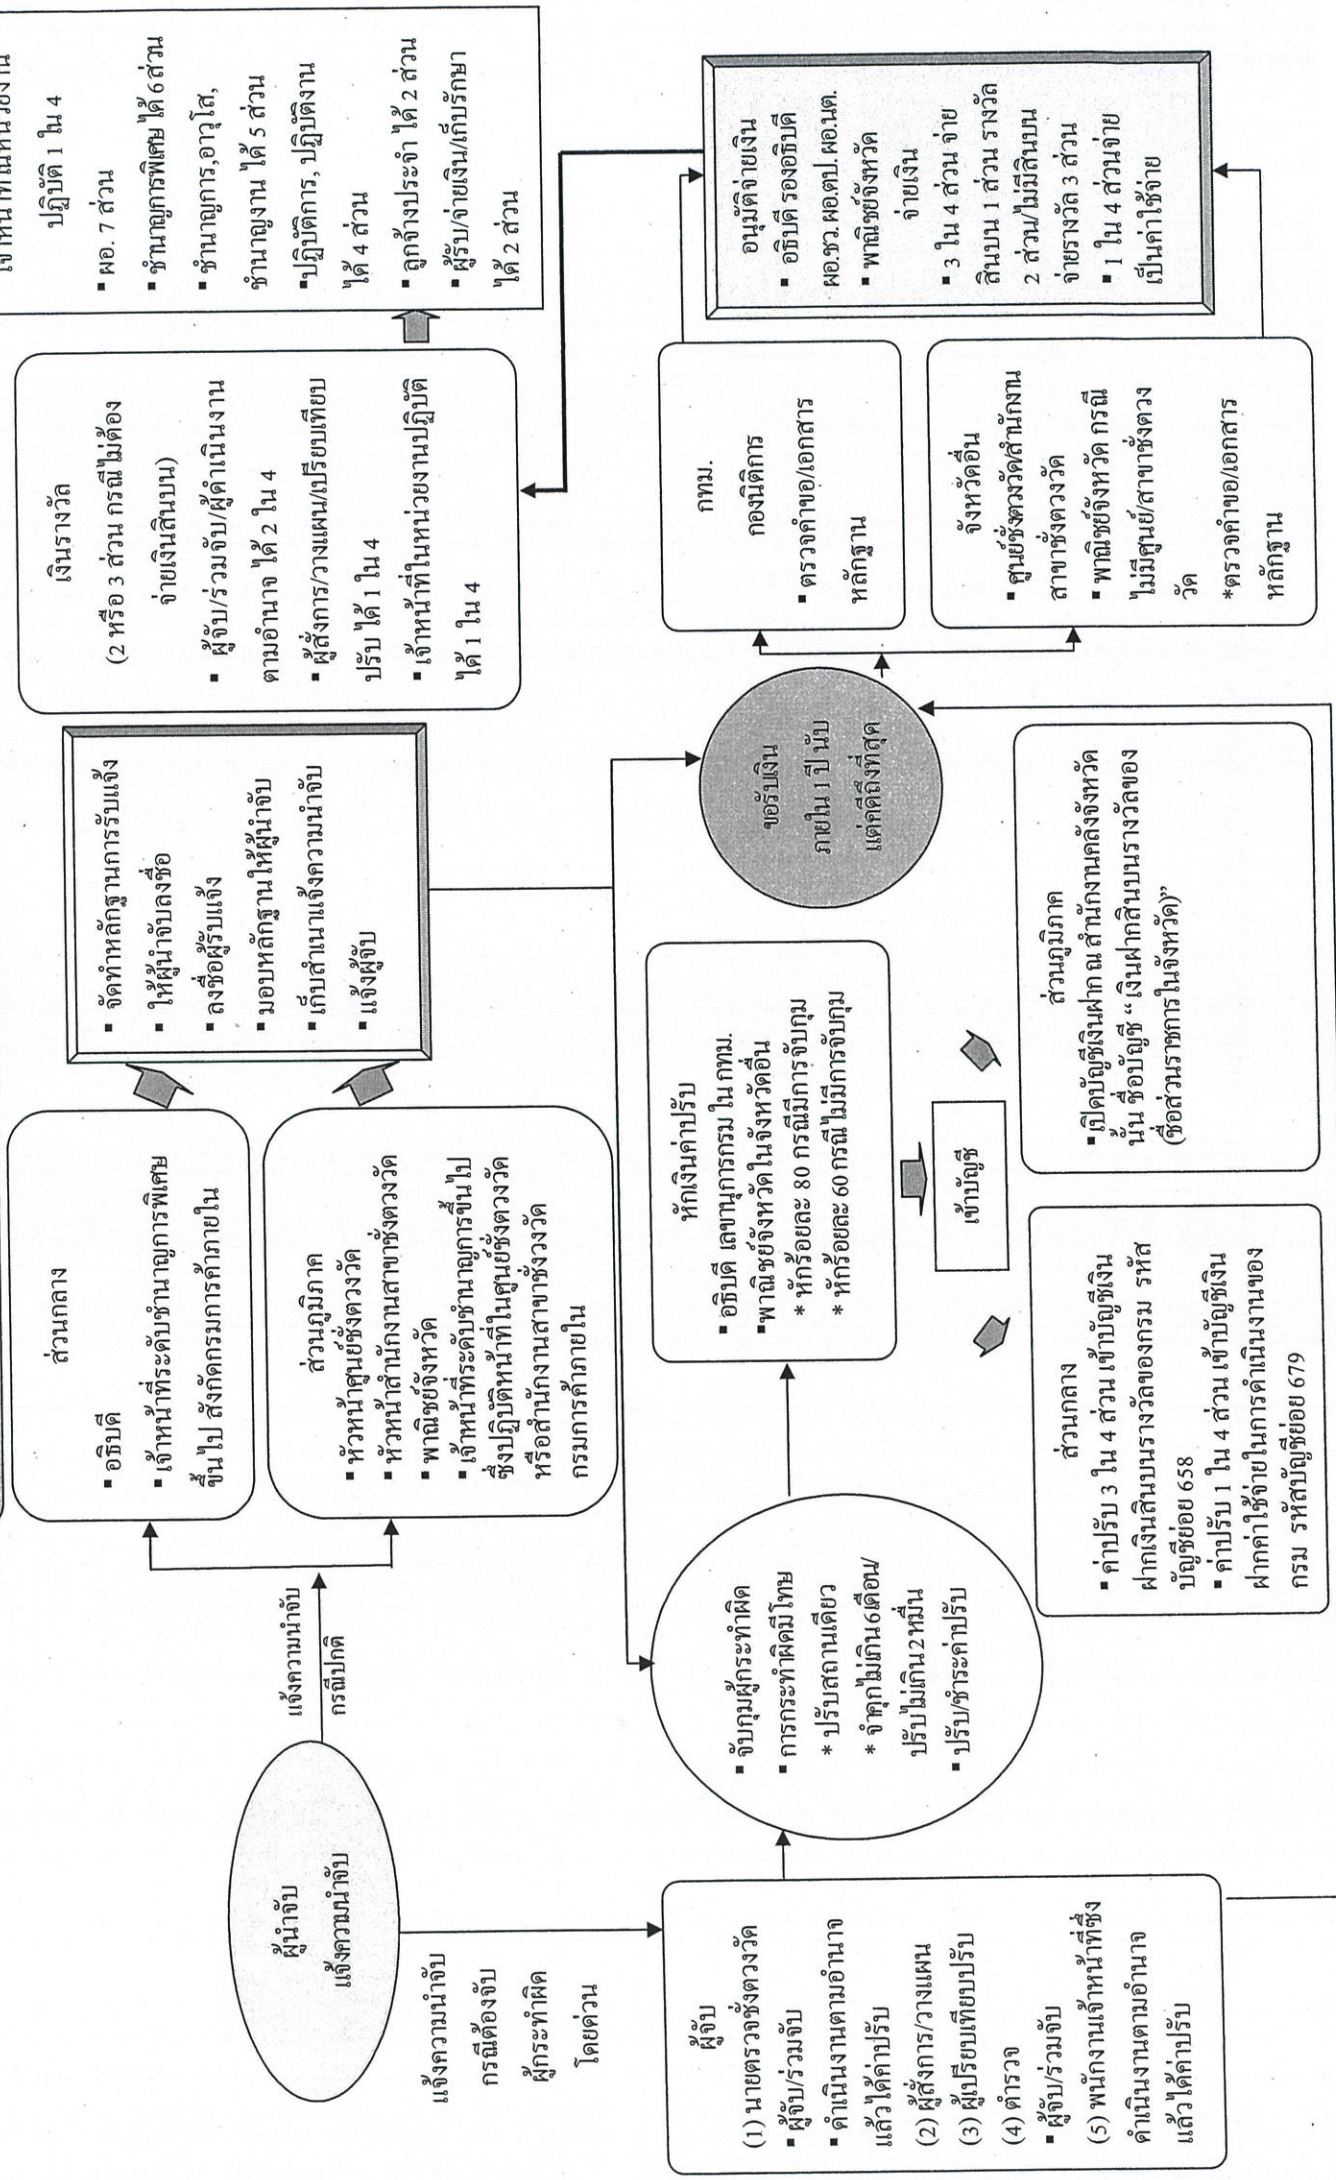 ผู้นำจับ
แจ้งความนำจับ
แจ้งความนำจับ
กรณีปกติ
แจ้งความนำจับ
กรณีต้องจับ
ผู้กระทำผิด
โดยด่วน
ส่วนกลาง
▪ อธิบดี
▪ เจ้าหน้าที่ระดับชำนาญการพิเศษ
ขึ้นไป สังกัดกรมการค้าภายใน
ส่วนภูมิภาค
▪ หัวหน้าศูนย์ชั่งตวงวัด
▪ หัวหน้าสำนักงานสาขาชั่งตวงวัด
▪ พาณิชย์จังหวัด
▪ เจ้าหน้าที่ระดับชำนาญการขึ้นไป
ซึ่งปฏิบัติหน้าที่ในศูนย์ชั่งตวงวัด
หรือสำนักงานสาขาชั่งวงวัด
กรมการค้าภายใน
▪ จัดทำหลักฐานการรับแจ้ง
▪ ให้ผู้นำจับลงชื่อ
▪ ลงชื่อผู้รับแจ้ง
▪ มอบหลักฐานให้ผู้นำจับ
▪ เก็บสำเนาแจ้งความนำจับ
▪ แจ้งผู้จับ
เงินรางวัล
(2 หรือ 3 ส่วน กรณีไม่ต้อง
จ่ายเงินสินบน)
▪ ผู้จับ/ร่วมจับ/ผู้ดำเนินงาน
ตามอำนาจ ได้ 2 ใน 4
▪ ผู้สั่งการ/วางแผน/เปรียบเทียบ
ปรับ ได้ 1 ใน 4
▪ เจ้าหน้าที่ในหน่วยงานปฏิบัติ
ได้ 1 ใน 4
ปฏิบัติ 1 ใน 4
▪ ผอ. 7 ส่วน
▪ ชำนาญการพิเศษ ได้ 6 ส่วน
▪ ชำนาญการ,อาวุโส,
ชำนาญงาน ได้ 5 ส่วน
▪ ปฏิบัติการ, ปฏิบัติงาน
ได้ 4 ส่วน
▪ ลูกจ้างประจำ ได้ 2 ส่วน
▪ ผู้รับ/จ่ายเงิน/เก็บรักษา
ได้ 2 ส่วน
ผู้จับ
(1) นายตรวจชั่งตวงวัด
▪ ผู้จับ/ร่วมจับ
▪ ดำเนินงานตามอำนาจ
แล้วได้ค่าปรับ
(2) ผู้สั่งการ/วางแผน
(3) ผู้เปรียบเทียบปรับ
(4) ตำรวจ
▪ ผู้จับ/ร่วมจับ
(5) พนักงานเจ้าหน้าที่ซึ่ง
ดำเนินงานตามอำนาจ
แล้วได้ค่าปรับ
▪ จับกุมผู้กระทำผิด
▪ การกระทำผิดมีโทษ
* ปรับสถานเดียว
* จำคุกไม่เกิน 6 เดือน/
ปรับไม่เกิน 2 หมื่น
▪ ปรับ/ชำระค่าปรับ
หักเงินค่าปรับ
▪ อธิบดี เลขานุการกรม ใน กทม.
▪ พาณิชย์จังหวัด ในจังหวัดอื่น
* หักร้อยละ 80 กรณีมีการจับกุม
* หักร้อยละ 60 กรณี ไม่มีการจับกุม
เข้าบัญชี
ส่วนกลาง
▪ ค่าปรับ 3 ใน 4 ส่วน เข้าบัญชีเงิน
ฝากเงินสินบนรางวัลของกรม รหัส
บัญชีย่อย 658
▪ ค่าปรับ 1 ใน 4 ส่วน เข้าบัญชีเงิน
ฝากค่าใช้จ่ายในการดำเนินงานของ
กรม รหัสบัญชีย่อย 679
ส่วนภูมิภาค
▪ เปิดบัญชีเงินฝาก ณ สำนักงานคลังจังหวัด
นั้น ชื่อบัญชี “ เงินฝากสินบนรางวัลของ
(ชื่อส่วนราชการในจังหวัด)”
ขอรับเงิน
ภายใน 1 ปี นับ
แต่คดีถึงที่สุด
กทม.
กองนิติการ
▪ ตรวจคำขอ/เอกสาร
หลักฐาน
จังหวัดอื่น
▪ ศูนย์ชั่งตวงวัด/สำนักงาน
สาขาชั่งตวงวัด
▪ พาณิชย์จังหวัด กรณี
ไม่มีศูนย์/สาขาชั่งตวง
วัด
*ตรวจคำขอ/เอกสาร
หลักฐาน
อนุมัติจ่ายเงิน
▪ อธิบดี รองอธิบดี
ผอ.ชว. ผอ.ตป. ผอ.นต.
▪ พาณิชย์จังหวัด
จ่ายเงิน
▪ 3 ใน 4 ส่วน จ่าย
สินบน 1 ส่วน รางวัล
2 ส่วน/ไม่มีสินบน
จ่ายรางวัล 3 ส่วน
▪ 1 ใน 4 ส่วนจ่าย
เป็นค่าใช้จ่าย